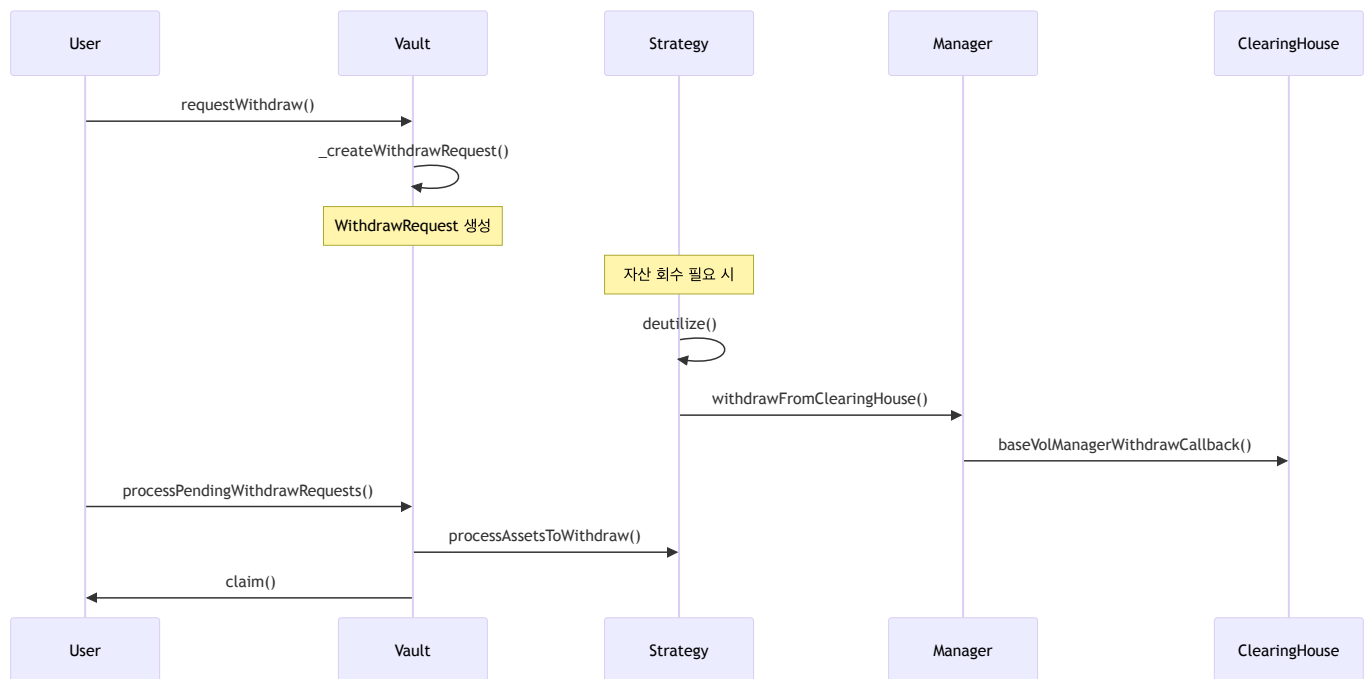 User
Vault
Strategy
Manager
ClearingHouse
requestWithdraw()
_createWithdrawRequest()
WithdrawRequest 생성
자산 회수 필요 시
deutilize()
withdrawFromClearingHouse()
baseVolManagerWithdrawCallback()
processPendingWithdrawRequests()
processAssetsToWithdraw()
claim()
User
Vault
Strategy
Manager
ClearingHouse